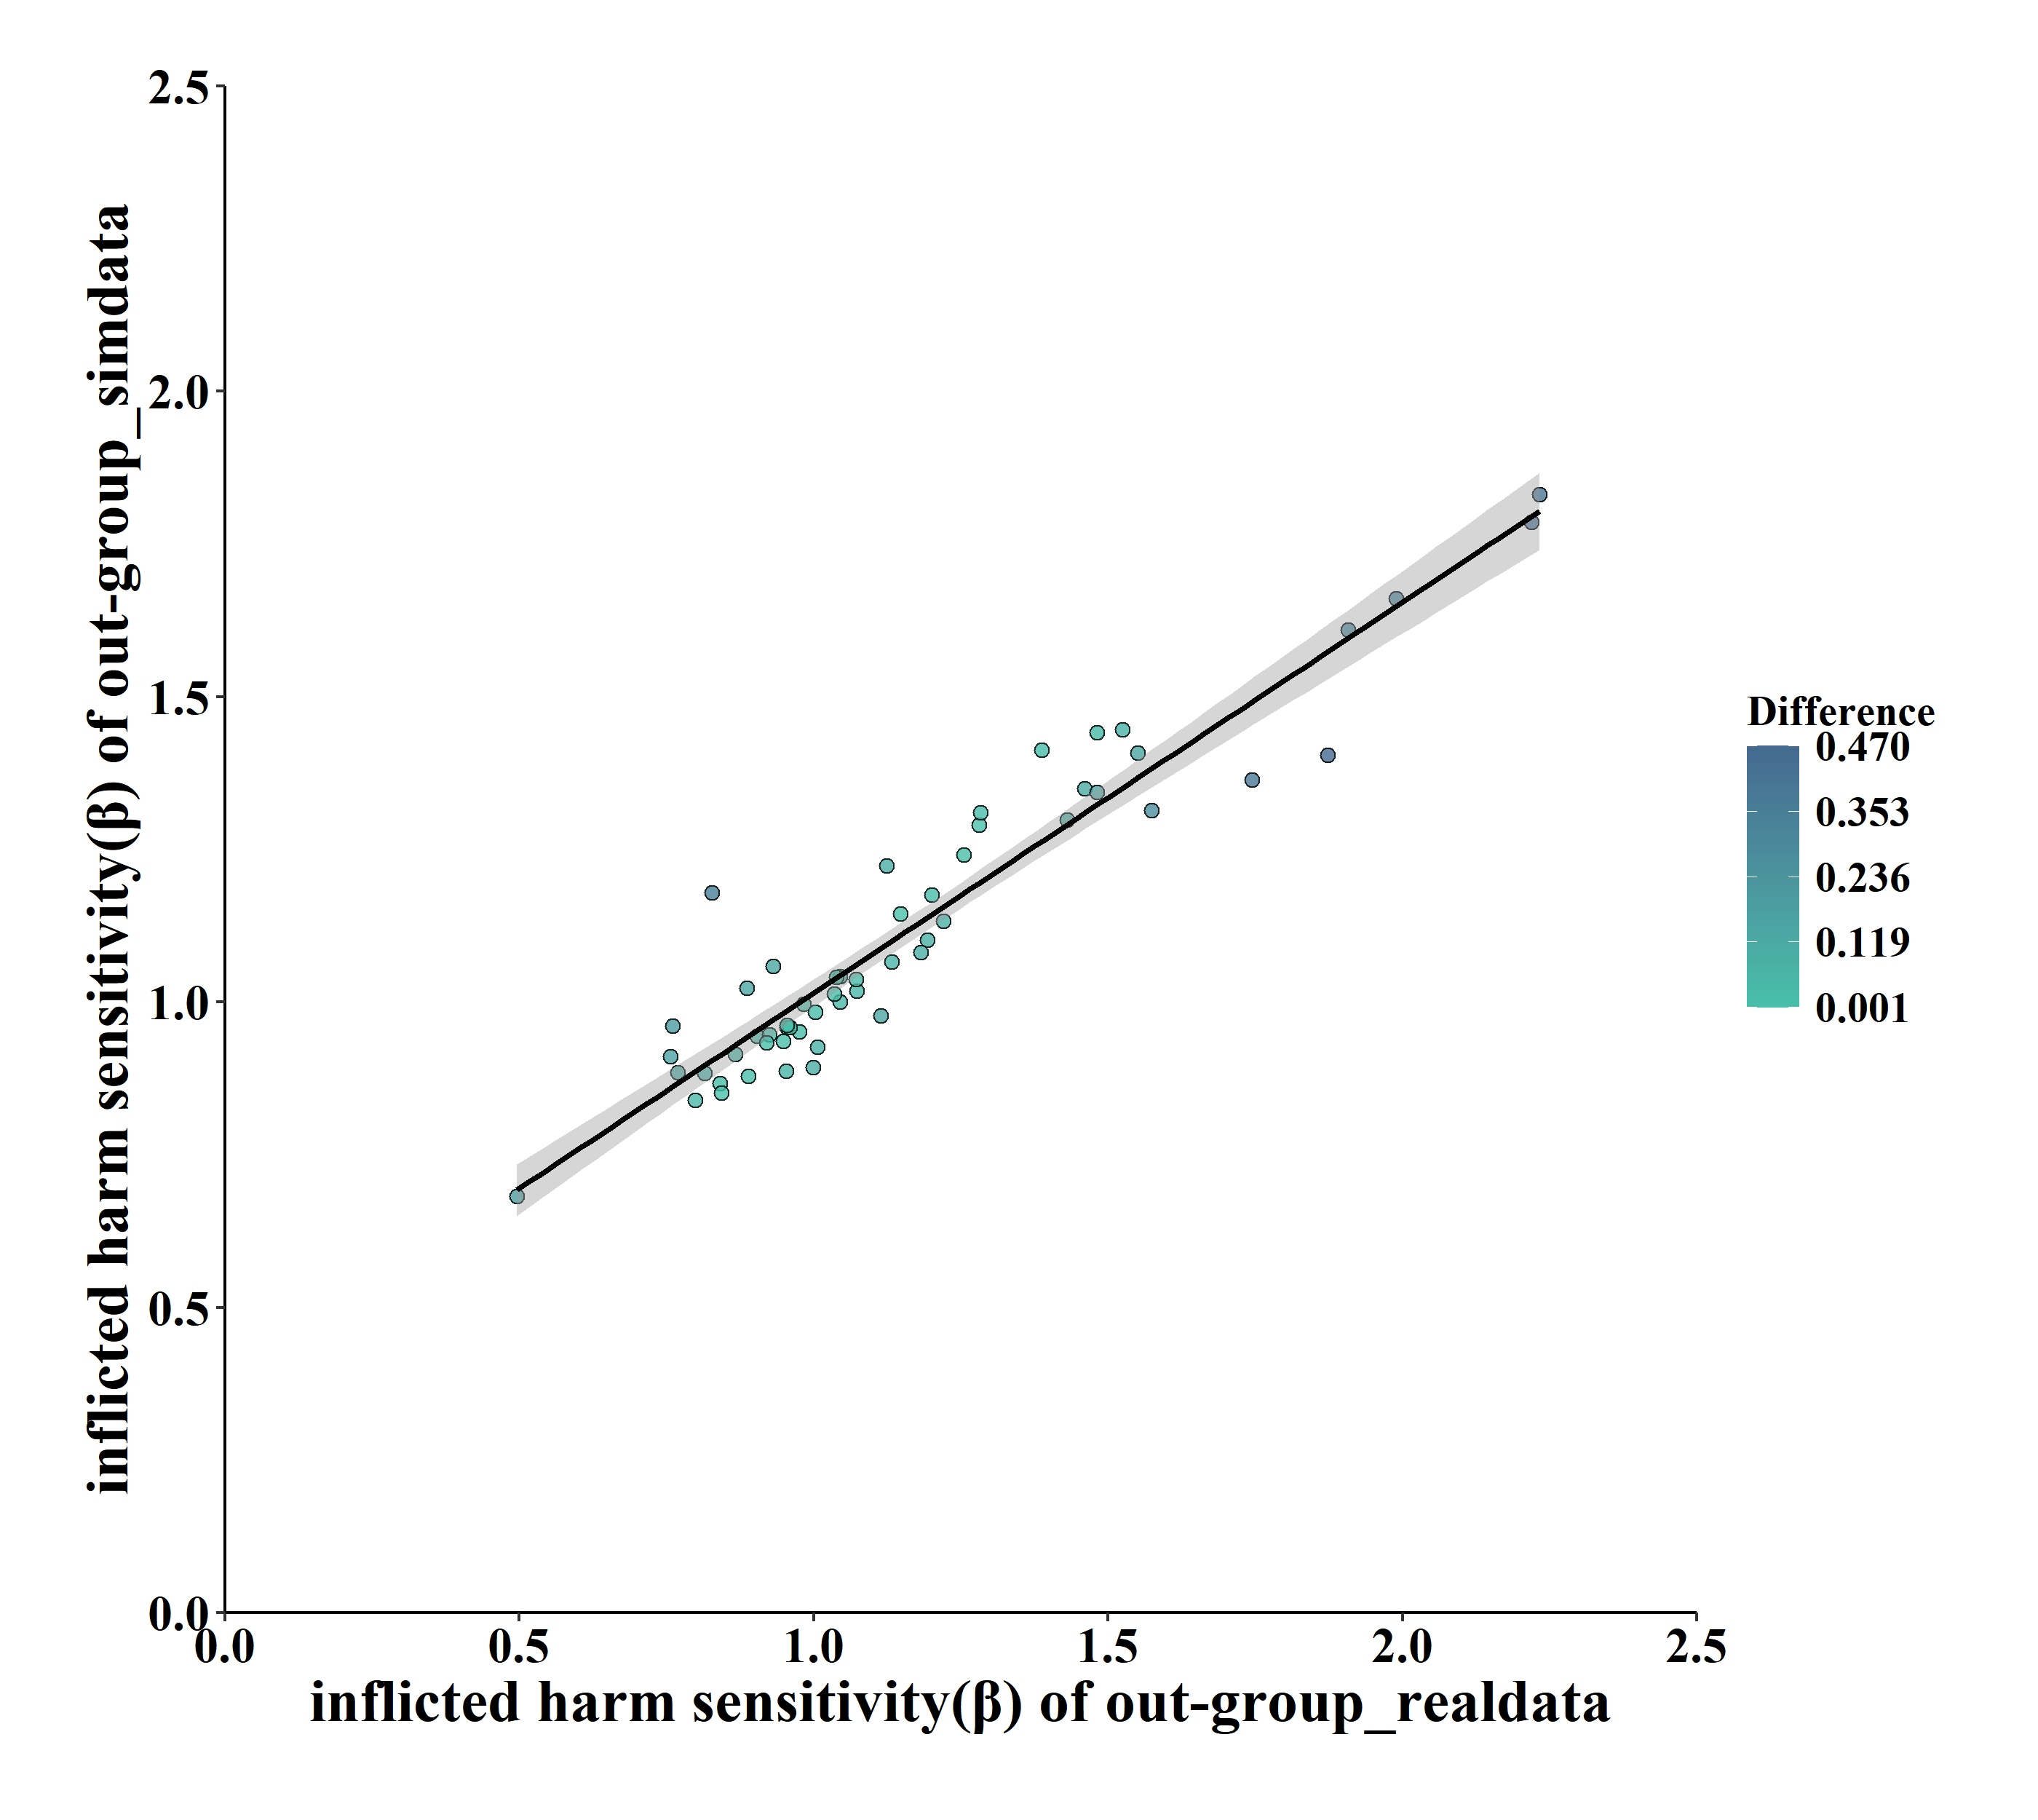 inflicted harm sensitivity(β) of out-group_simdata
2.5
2.0
1.5
1.0
0.5
0.0
0.0 0.5 1.0 1.5 2.0 2.5
inflicted harm sensitivity(β) of out-group_realdata
Difference
0.470
0.353
0.236
0.119
0.001